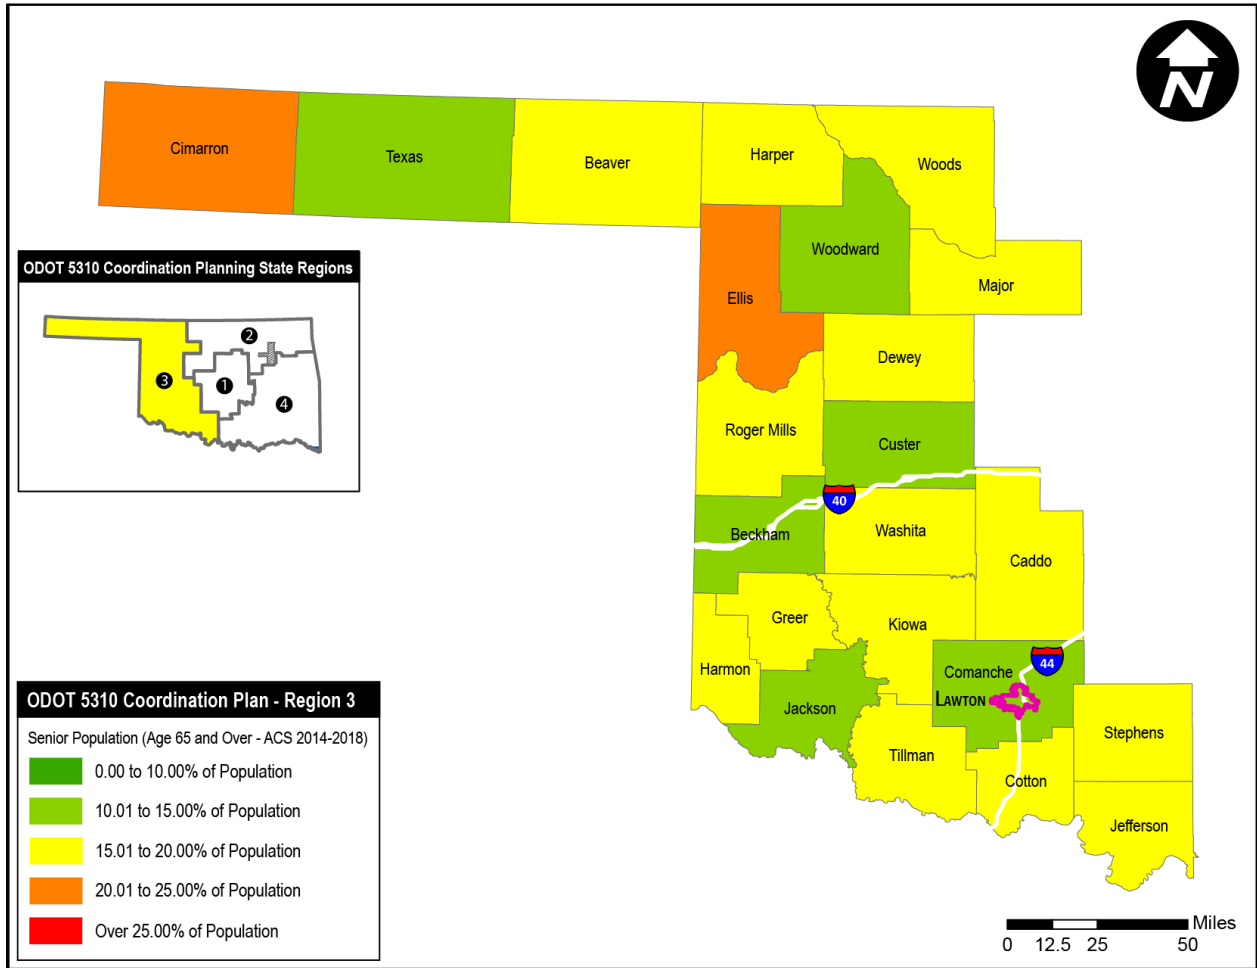 N
Cimarron
Texas
Beaver
Harper
Woods
Woodward
Ellis
Major
ODOT 5310 Coordination Planning State Regions
2
3
1
4
Dewey
Roger Mills
Custer
40
Beckham
Washita
Caddo
Greer
Kiowa
Harmon
Comanche
44
LAWTON
Jackson
Stephens
Tillman
Cotton
Jefferson
ODOT 5310 Coordination Plan - Region 3
Senior Population (Age 65 and Over - ACS 2014-2018)
0.00 to 10.00% of Population
10.01 to 15.00% of Population
15.01 to 20.00% of Population
20.01 to 25.00% of Population
Over 25.00% of Population
Miles
0 12.5 25 50